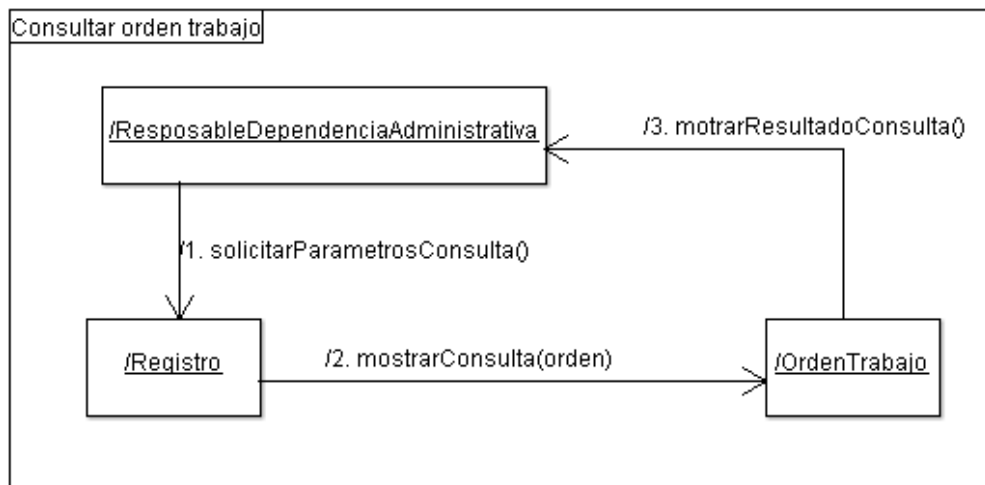 Consultar orden trabajo
/ResposableDependenciaAdministrativa
/3. motrarResultadoConsulta()
/1. solicitarParametrosConsulta()
/Registro
/2. mostrarConsulta(orden)
/OrdenTrabajo